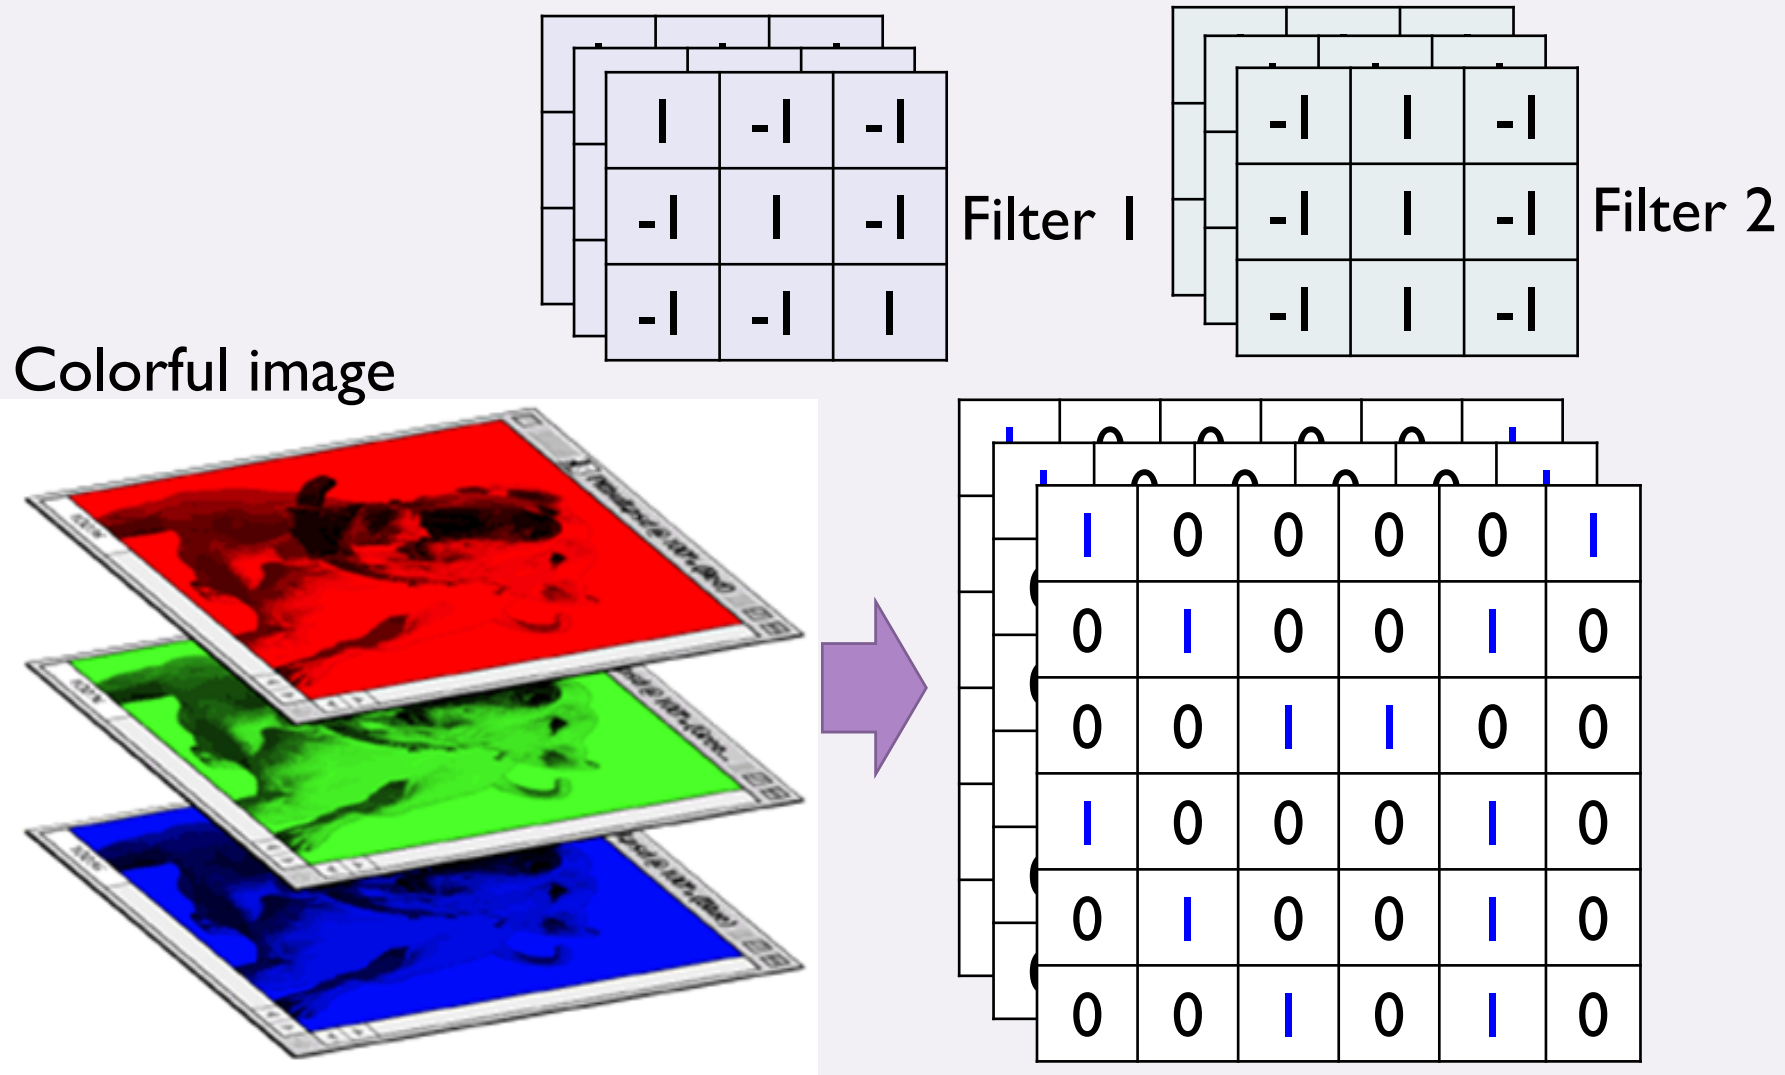 1 -1 -1
-1 1 -1
-1 -1 1
Filter 1
-1 1 -1
-1 1 -1
-1 1 -1
Filter 2
Colorful image
1 0 0 0 0 1
0 1 0 0 1 0
0 0 1 1 0 0
1 0 0 0 1 0
0 1 0 0 1 0
0 0 1 0 1 0